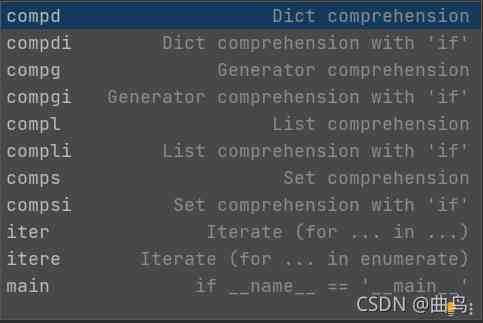 compd Dict comprehension
compdi Dict comprehension with 'if'
compg Generator comprehension
compgi Generator comprehension with 'if'
compl List comprehension
compli List comprehension with 'if'
comps Set comprehension
compsi Set comprehension with 'if'
iter Iterate (for ... in ...)
itere Iterate (for ... in enumerate)
main if __name__ == '__main__'
CSDN @曲鸟